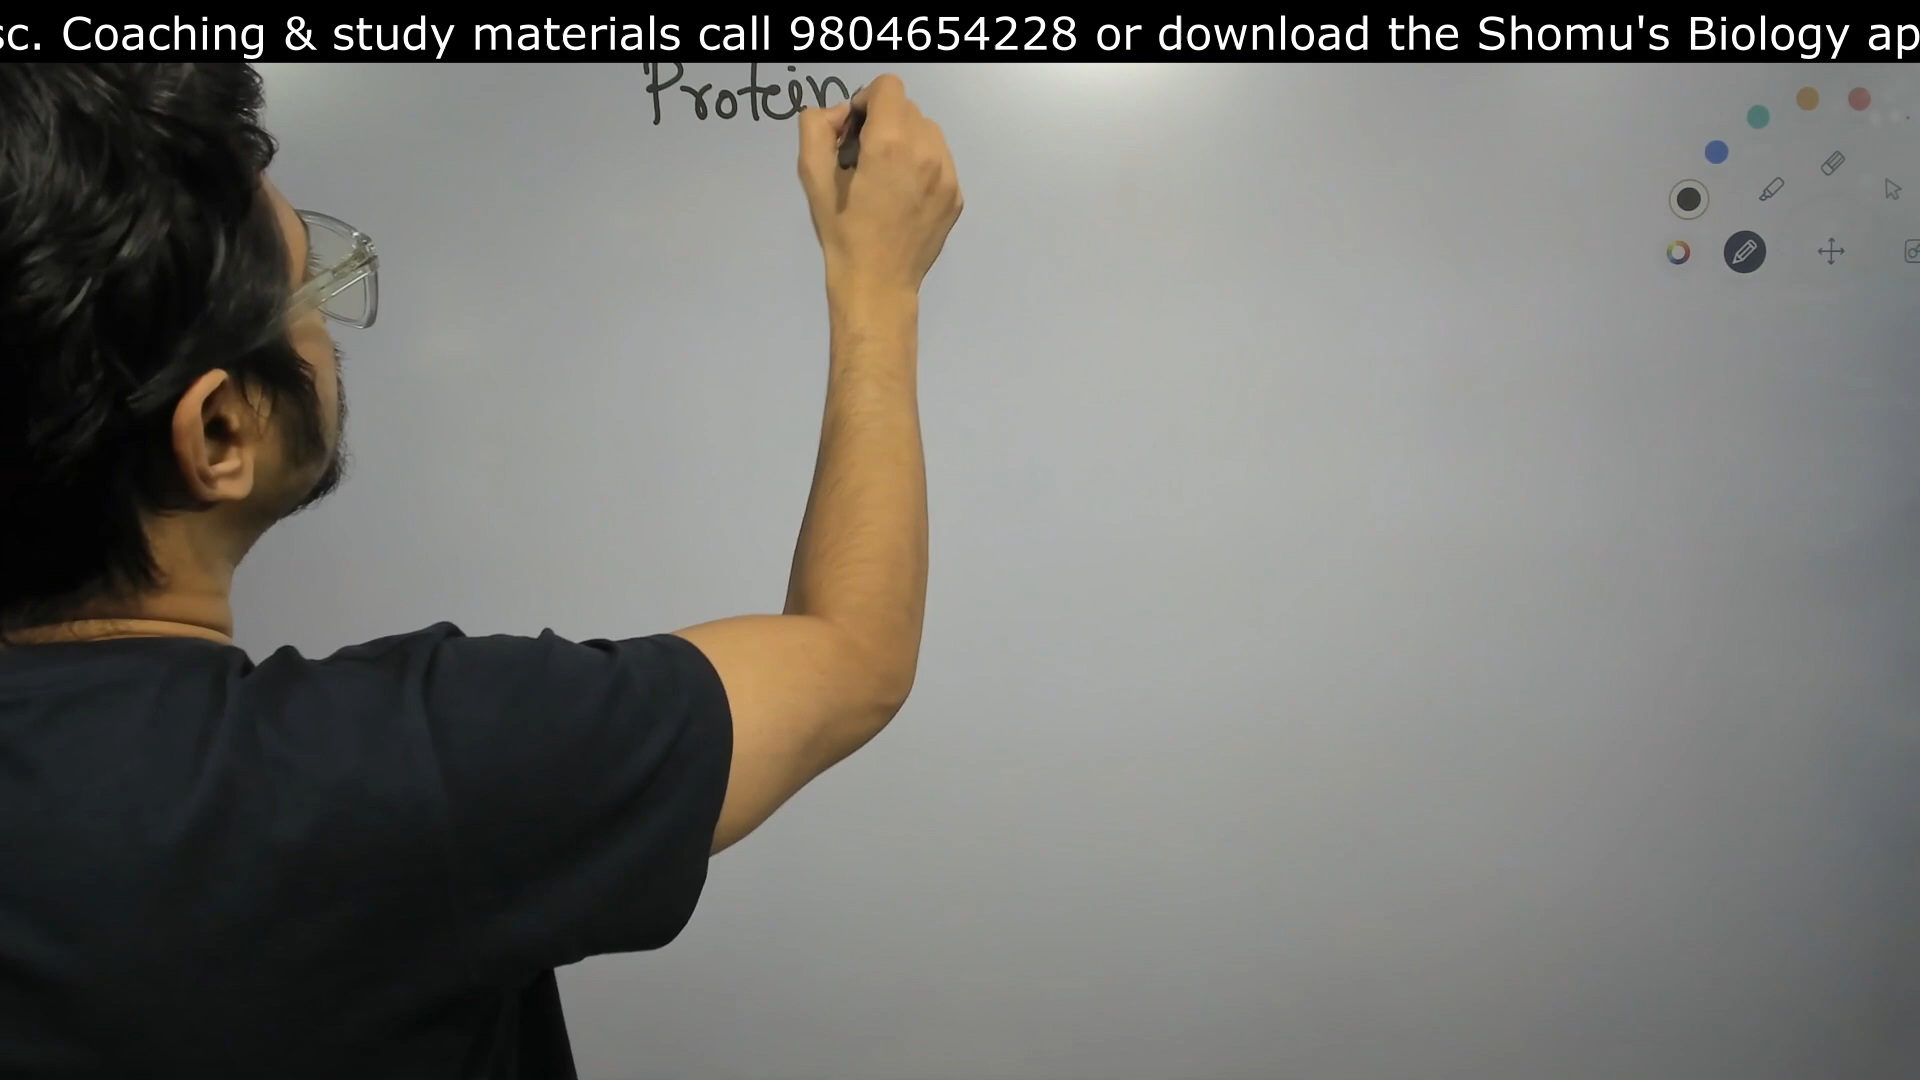 sc. Coaching & study materials call 9804654228 or download the Shomu's Biology ap
Protein